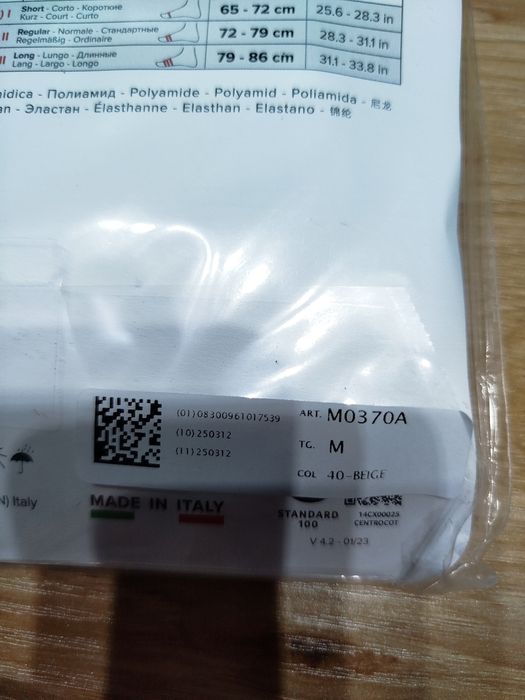 I Short - Corto - Короткие
Kurz - Court - Curto
65 - 72 cm
25.6 - 28.3 in
II Regular - Normale - Стандартные
Regelmäßig - Ordinaire
72 - 79 cm
28.3 - 31.1 in
Long - Lungo - Длинные
Lang - Largo - Longo
79 - 86 cm
31.1 - 33.8 in
Полиамид - Polyamide - Polyamid - Poliamida - 尼龙
Эластан - Élasthanne - Elasthan - Elastano - 锦纶
(01)08300961017539
(10)250312
(11)250312
ART. M0370A
TG. M
COL 40-BEIGE
Italy
MADE IN ITALY
STANDARD
100
14CX00025
CENTROCOT
V 4.2 - 01/23